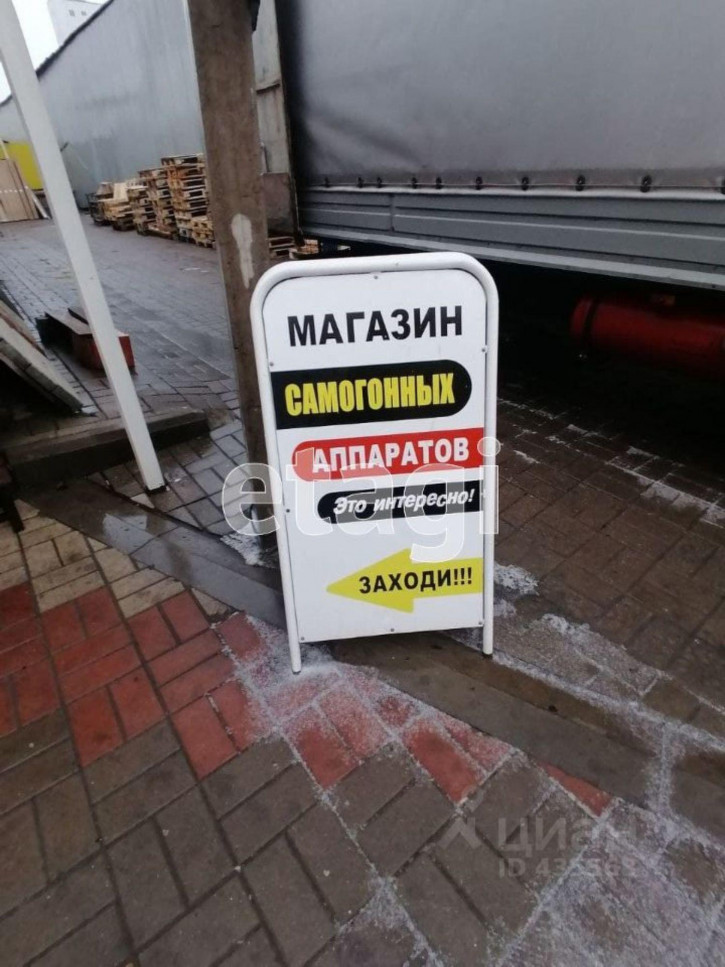 МАГАЗИН
САМОГОННЫХ
АППАРАТОВ
etagi
Это интересно!
ЗАХОДИ!!!
Циан